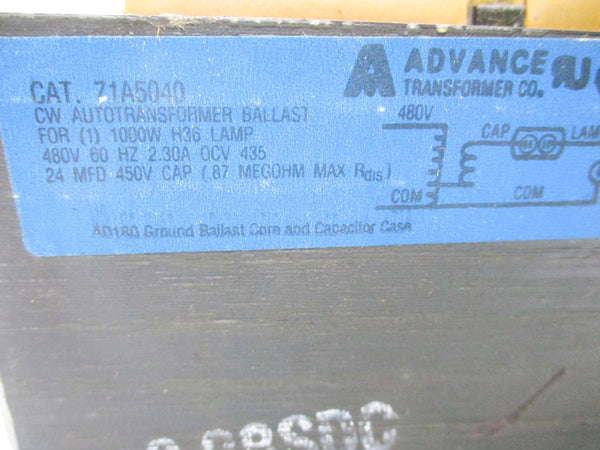 ADVANCE
TRANSFORMER CO.
CAT. 71A5040
CW AUTOTRANSFORMER BALLAST
FOR (1) 1000W H36 LAMP
480V 60 HZ 2.30A OCV 435
24 MFD 450V CAP (.87 MEGOHM MAX Rdis)
480V
CAP
LAM
COM
COM
Ground Ballast Core and Capacitor Case